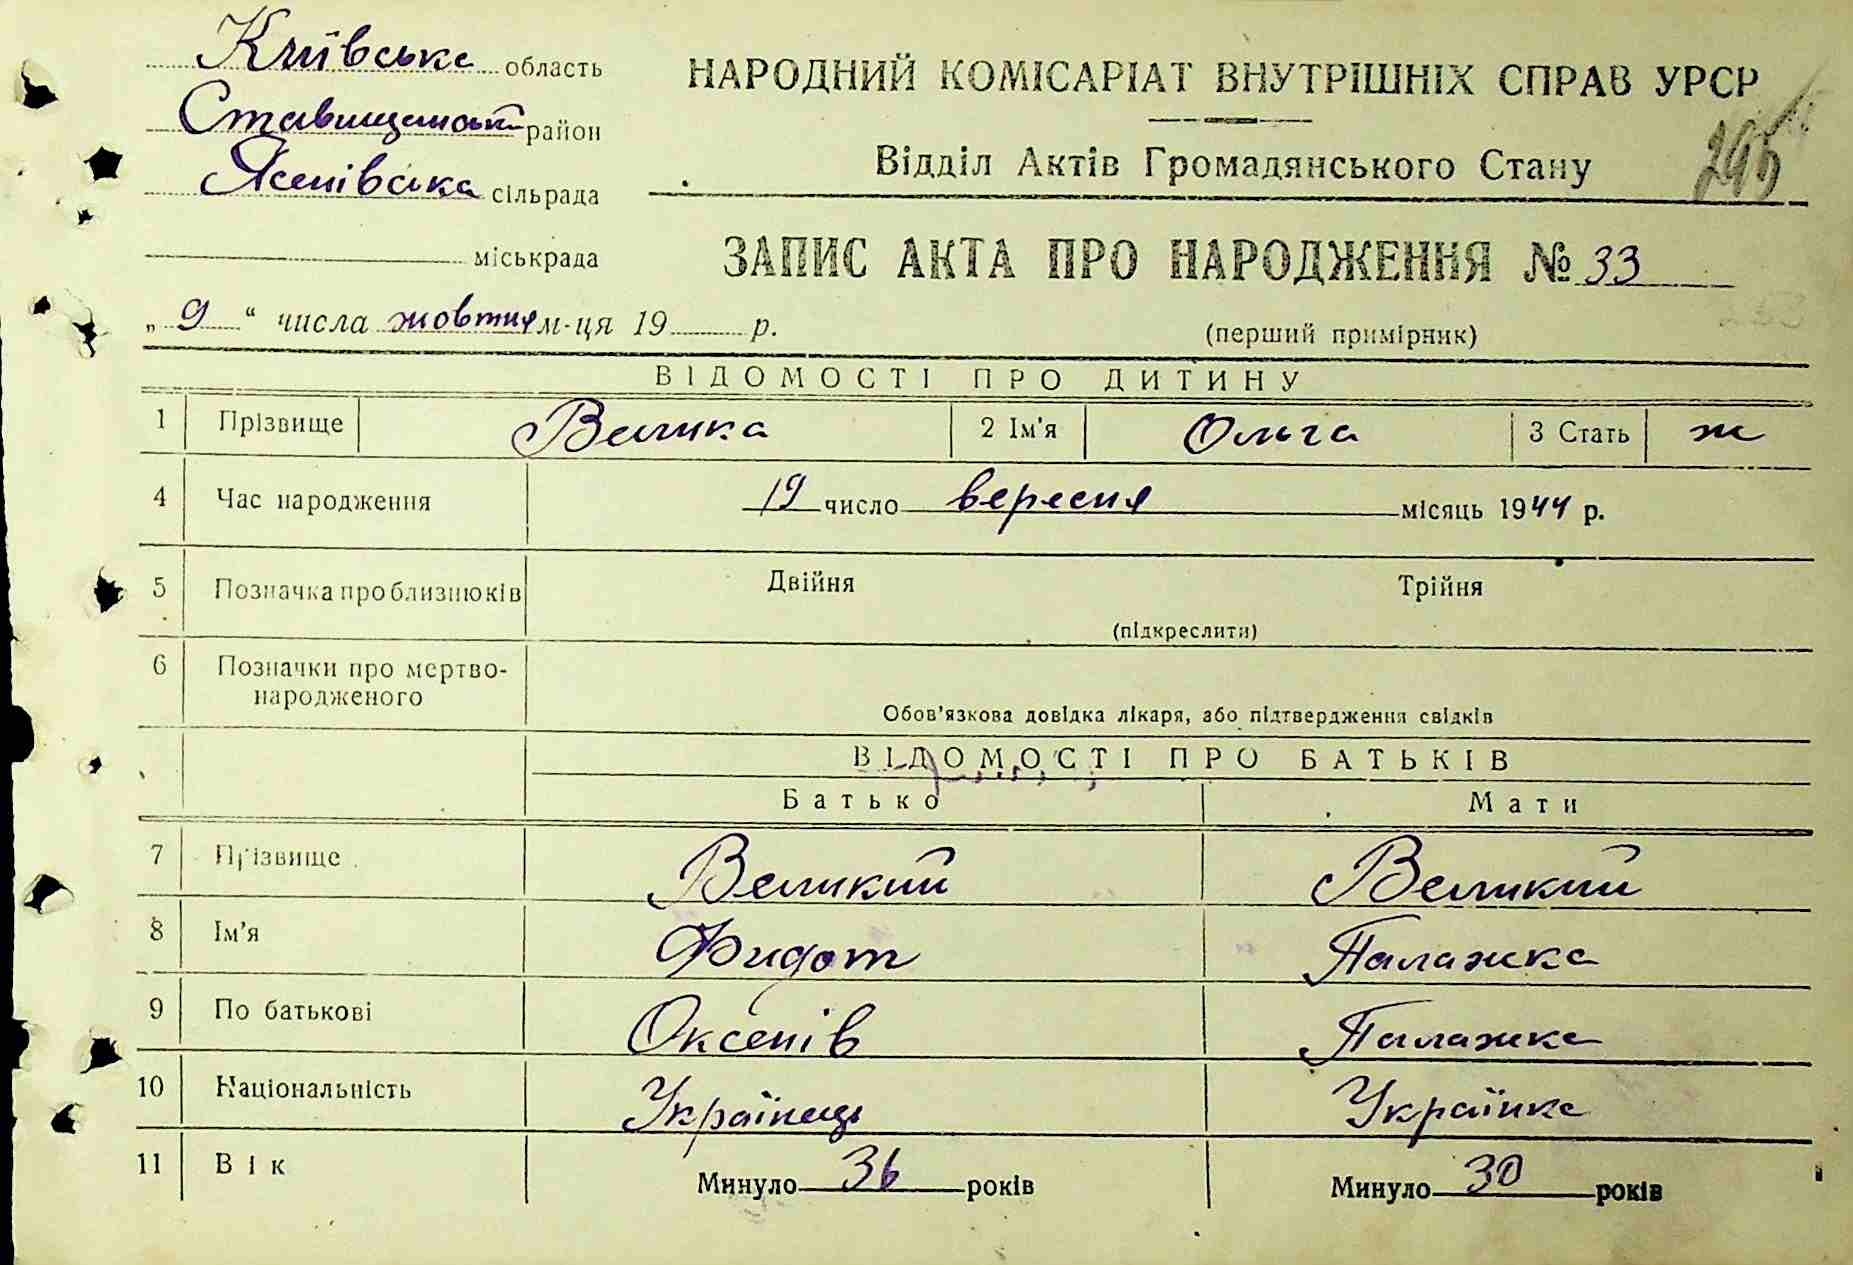 Київська область
Ставищанський район
Ясенівська сільрада
міськрада
„ 9 “ числа жовтня м-ця 19 р.
НАРОДНИЙ КОМІСАРІАТ ВНУТРІШНІХ СПРАВ УРСР
Відділ Актів Громадянського Стану
295
ЗАПИС АКТА ПРО НАРОДЖЕННЯ № 33
(перший примірник)
ВІДОМОСТІ ПРО ДИТИНУ
1 Прізвище Велика 2 Ім'я Ольга 3 Стать ж
4 Час народження 19 число вересня місяць 1944 р.
5 Позначка про близнюків Двійня Трійня
(підкреслити)
6 Позначки про мертво-
народженого
Обов'язкова довідка лікаря, або підтвердження свідків
ВІДОМОСТІ ПРО БАТЬКІВ
Батько Мати
7 Прізвище Великий Великий
8 Ім'я Федот Палажка
9 По батькові Оксенів Палажка
10 Національність Українець Українка
11 Вік Минуло 36 років Минуло 30 років